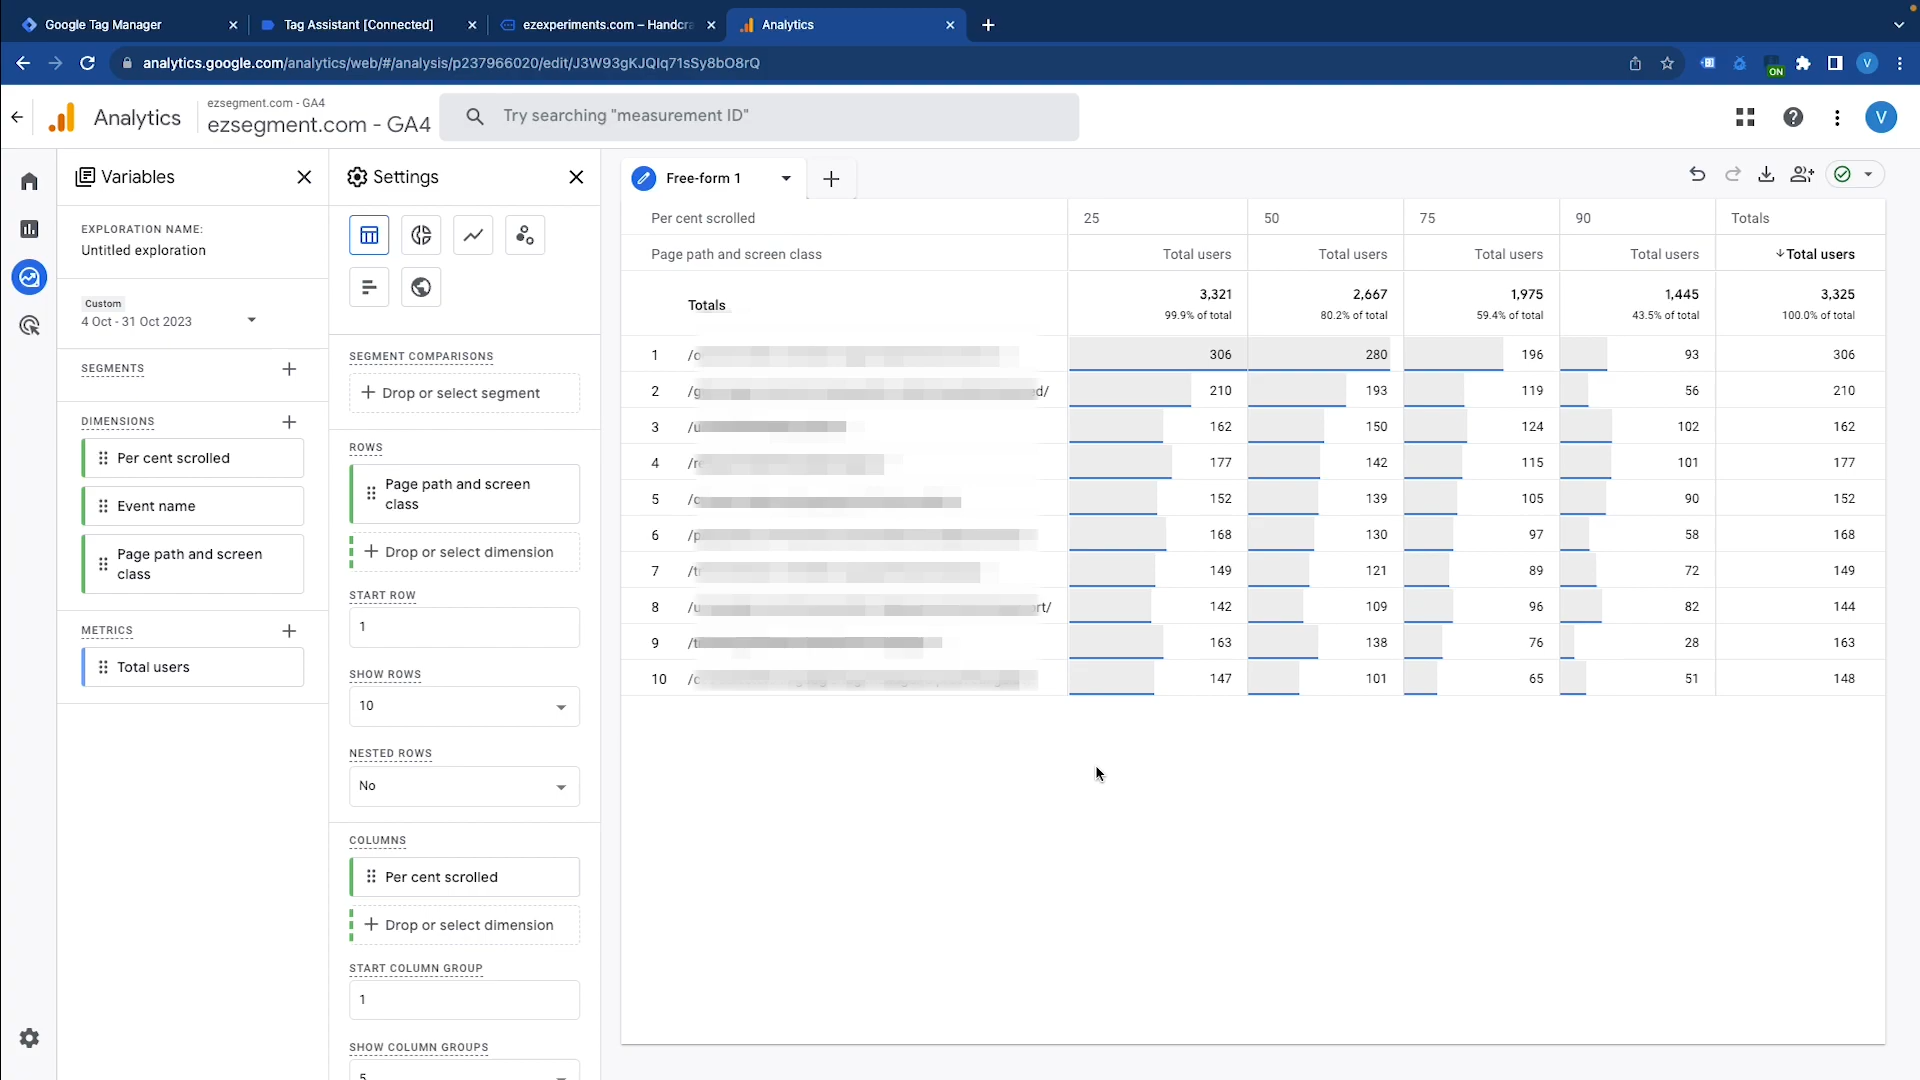 Google Tag Manager
Tag Assistant [Connected]
ezexperiments.com – Handcra
Analytics
analytics.google.com/analytics/web/#/analysis/p237966020/edit/J3W93gKJQIq71sSy8bO8rQ
ON
V
Analytics
ezsegment.com - GA4
ezsegment.com - GA4
Try searching "measurement ID"
V
Variables
EXPLORATION NAME:
Untitled exploration
Custom
4 Oct - 31 Oct 2023
SEGMENTS
DIMENSIONS
Per cent scrolled
Event name
Page path and screen
class
METRICS
Total users
Settings
SEGMENT COMPARISONS
Drop or select segment
ROWS
Page path and screen
class
Drop or select dimension
START ROW
1
SHOW ROWS
10
NESTED ROWS
No
COLUMNS
Per cent scrolled
Drop or select dimension
START COLUMN GROUP
1
SHOW COLUMN GROUPS
5
Free-form 1
Per cent scrolled 25 50 75 90 Totals
Page path and screen class Total users Total users Total users Total users Total users
Totals 3,321 2,667 1,975 1,445 3,325
99.9% of total 80.2% of total 59.4% of total 43.5% of total 100.0% of total
1 306 280 196 93 306
2 210 193 119 56 210
3 162 150 124 102 162
4 177 142 115 101 177
5 152 139 105 90 152
6 168 130 97 58 168
7 149 121 89 72 149
8 142 109 96 82 144
9 163 138 76 28 163
10 147 101 65 51 148